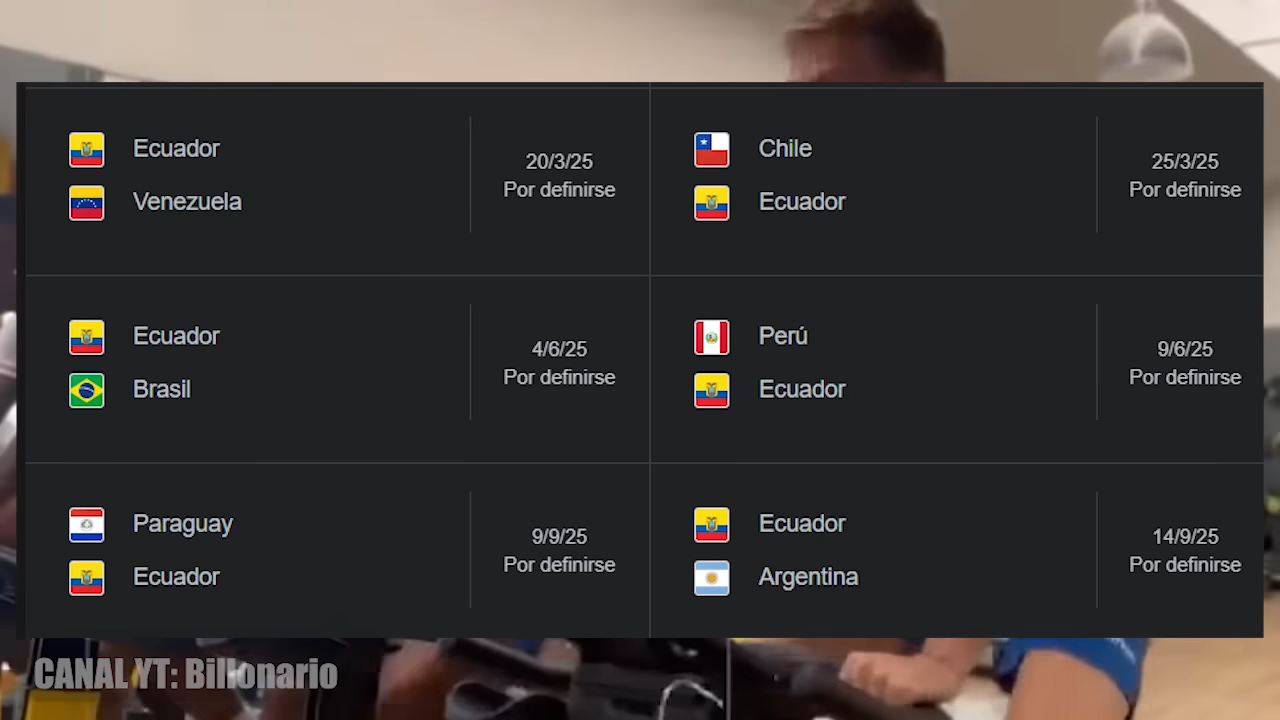 Ecuador
Venezuela
20/3/25
Por definirse
Chile
Ecuador
25/3/25
Por definirse
Ecuador
Brasil
4/6/25
Por definirse
Perú
Ecuador
9/6/25
Por definirse
Paraguay
Ecuador
9/9/25
Por definirse
Ecuador
Argentina
14/9/25
Por definirse
CANAL YT: Billonario